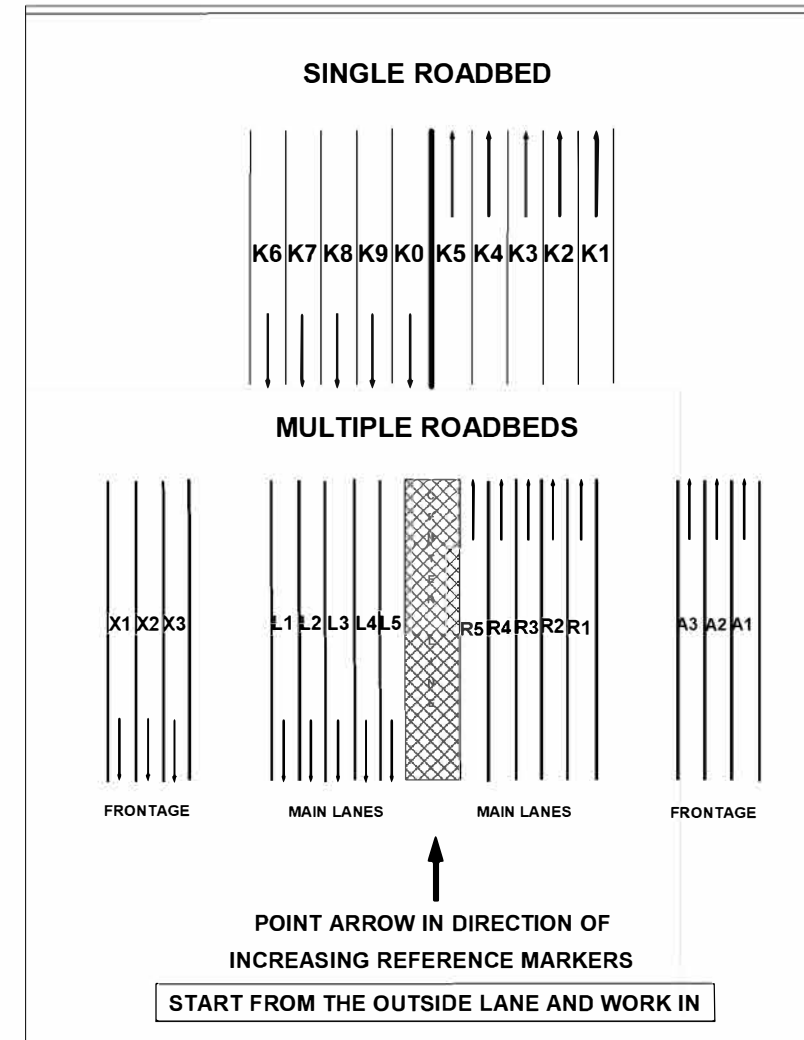 SINGLE ROADBED
K6 K7 K8 K9 K0 K5 K4 K3 K2 K1
MULTIPLE ROADBEDS
X1 X2 X3 L1 L2 L3 L4 L5 R5 R4 R3 R2 R1 A3 A2 A1
FRONTAGE MAIN LANES MAIN LANES FRONTAGE
POINT ARROW IN DIRECTION OF
INCREASING REFERENCE MARKERS
START FROM THE OUTSIDE LANE AND WORK IN